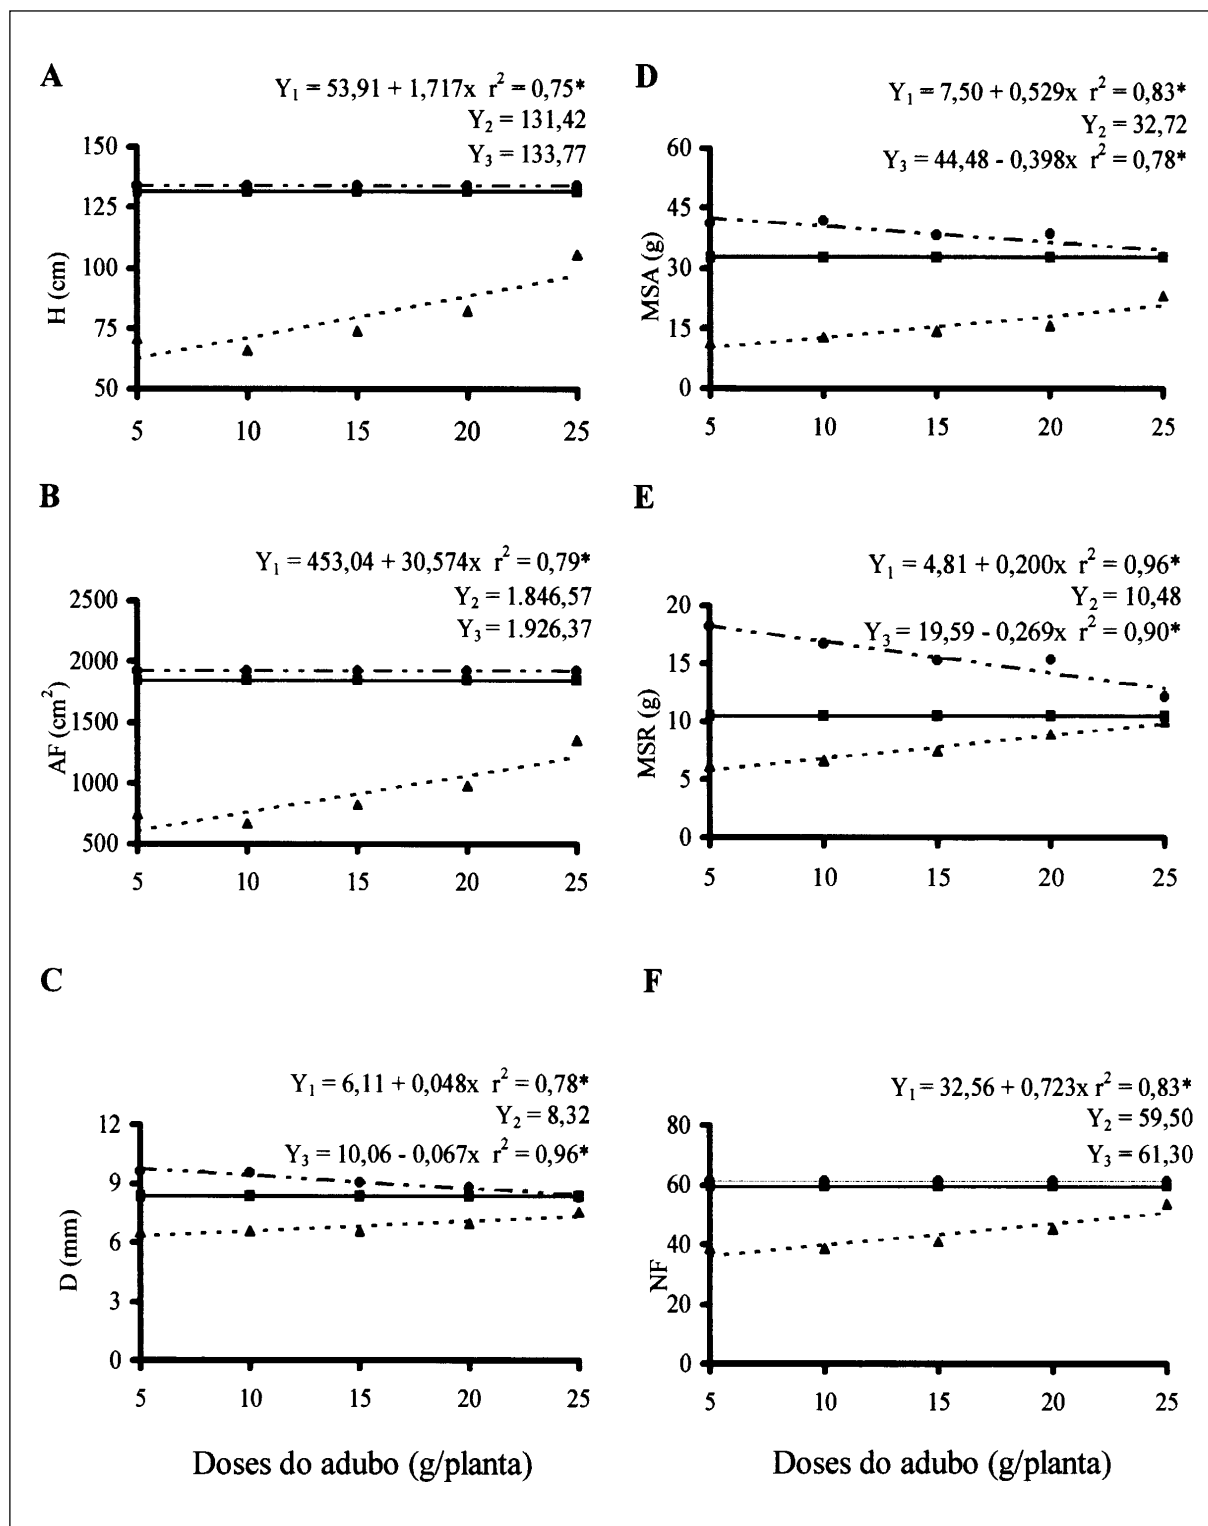 A
Y₁ = 53,91 + 1,717x r² = 0,75*
Y₂ = 131,42
Y₃ = 133,77
150
125
100
75
50
H (cm)
5 10 15 20 25
B
Y₁ = 453,04 + 30,574x r² = 0,79*
Y₂ = 1.846,57
Y₃ = 1.926,37
2500
2000
1500
1000
500
AF (cm²)
5 10 15 20 25
C
Y₁ = 6,11 + 0,048x r² = 0,78*
Y₂ = 8,32
Y₃ = 10,06 - 0,067x r² = 0,96*
12
9
6
3
0
D (mm)
5 10 15 20 25
Doses do adubo (g/planta)
D
Y₁ = 7,50 + 0,529x r² = 0,83*
Y₂ = 32,72
Y₃ = 44,48 - 0,398x r² = 0,78*
60
45
30
15
0
MSA (g)
5 10 15 20 25
E
Y₁ = 4,81 + 0,200x r² = 0,96*
Y₂ = 10,48
Y₃ = 19,59 - 0,269x r² = 0,90*
20
15
10
5
0
MSR (g)
5 10 15 20 25
F
Y₁ = 32,56 + 0,723x r² = 0,83*
Y₂ = 59,50
Y₃ = 61,30
80
60
40
20
0
NF
5 10 15 20 25
Doses do adubo (g/planta)